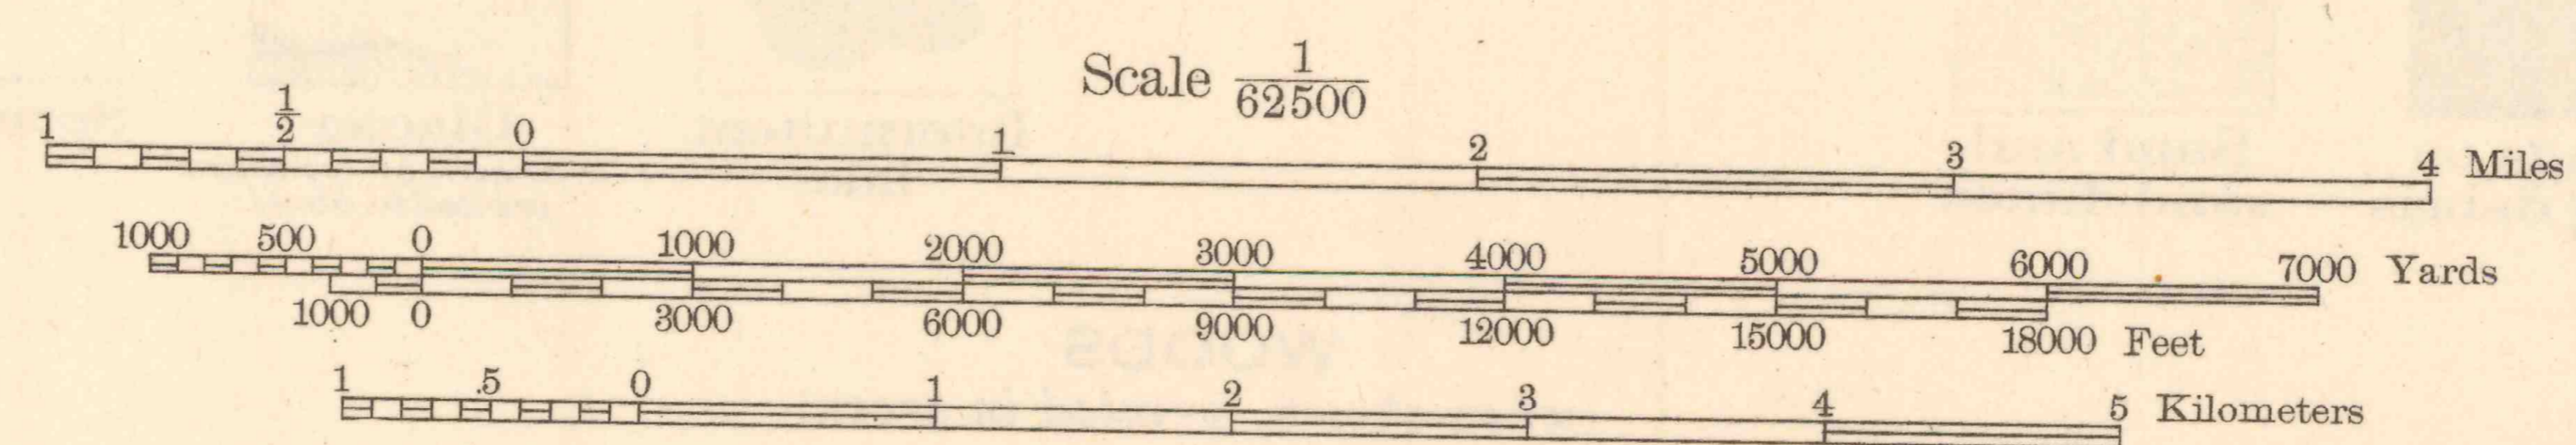 Scale 1/62500
1 1/2 0 1 2 3 4 Miles
1000 500 0 1000 2000 3000 4000 5000 6000 7000 Yards
1000 0 3000 6000 9000 12000 15000 18000 Feet
1 .5 0 1 2 3 4 5 Kilometers